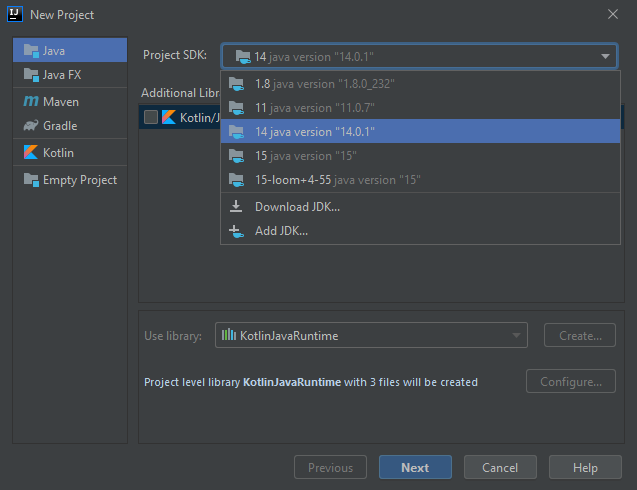 IJ New Project
Java
Java FX
Maven
Gradle
Kotlin
Empty Project
Project SDK: 14 java version "14.0.1"
1.8 java version "1.8.0_232"
Additional Libr
11 java version "11.0.7"
Kotlin/J
14 java version "14.0.1"
15 java version "15"
15-loom+4-55 java version "15"
Download JDK...
Add JDK...
Use library: KotlinJavaRuntime Create...
Project level library KotlinJavaRuntime with 3 files will be created Configure...
Previous Next Cancel Help